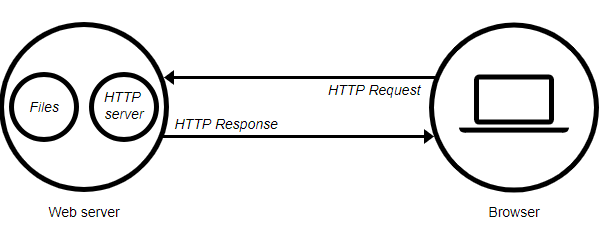 Files
HTTP
server
HTTP Request
HTTP Response
Web server
Browser